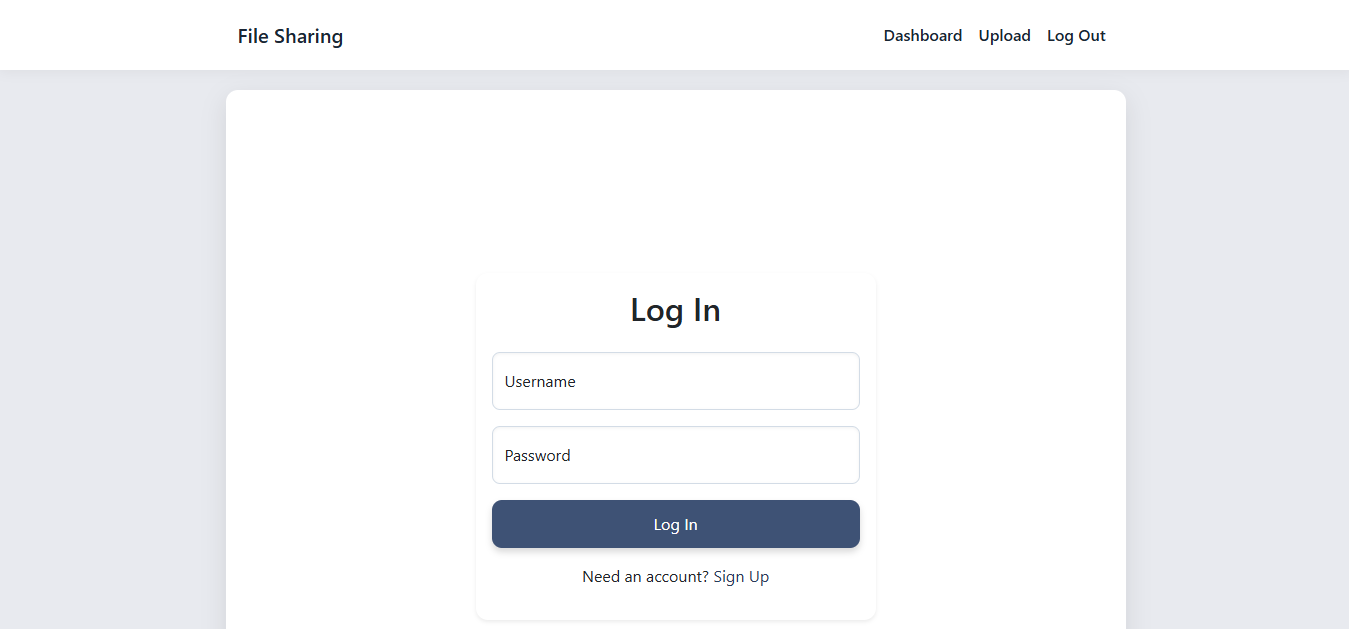 File Sharing
Dashboard Upload Log Out
Log In
Username
Password
Log In
Need an account? Sign Up